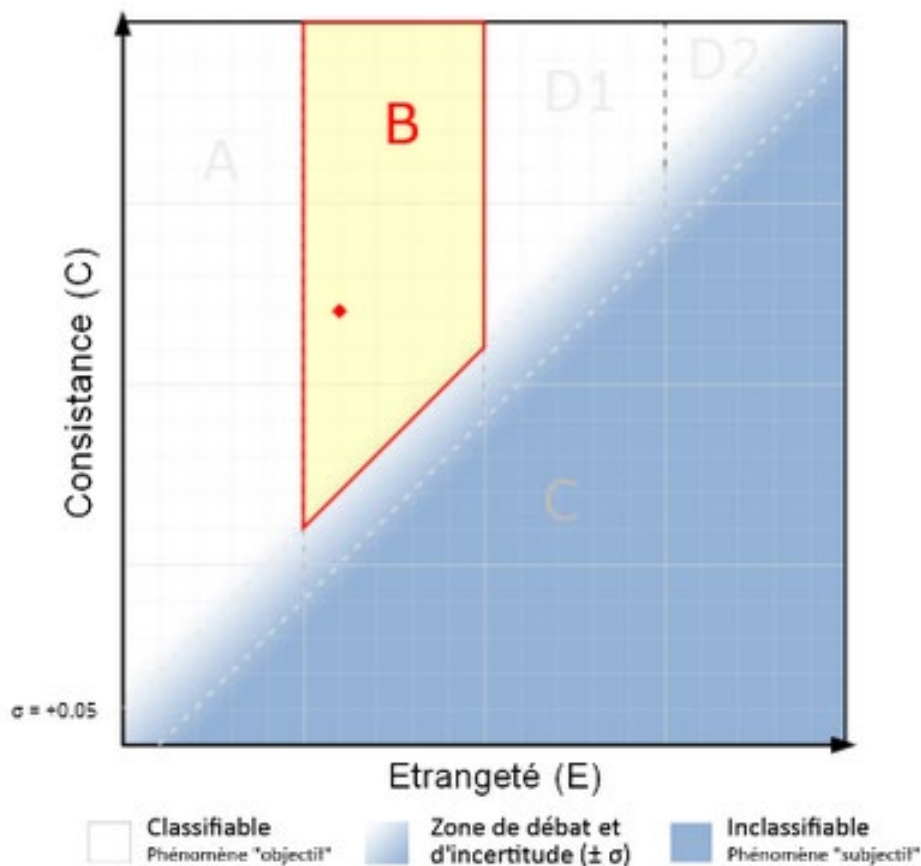 A
B
D1
D2
C
Consistance (C)
σ = +0.05
Etrangeté (E)
Classifiable
Phénomène "objectif"
Zone de débat et
d'incertitude (± σ)
Inclassifiable
Phénomène "subjectif"